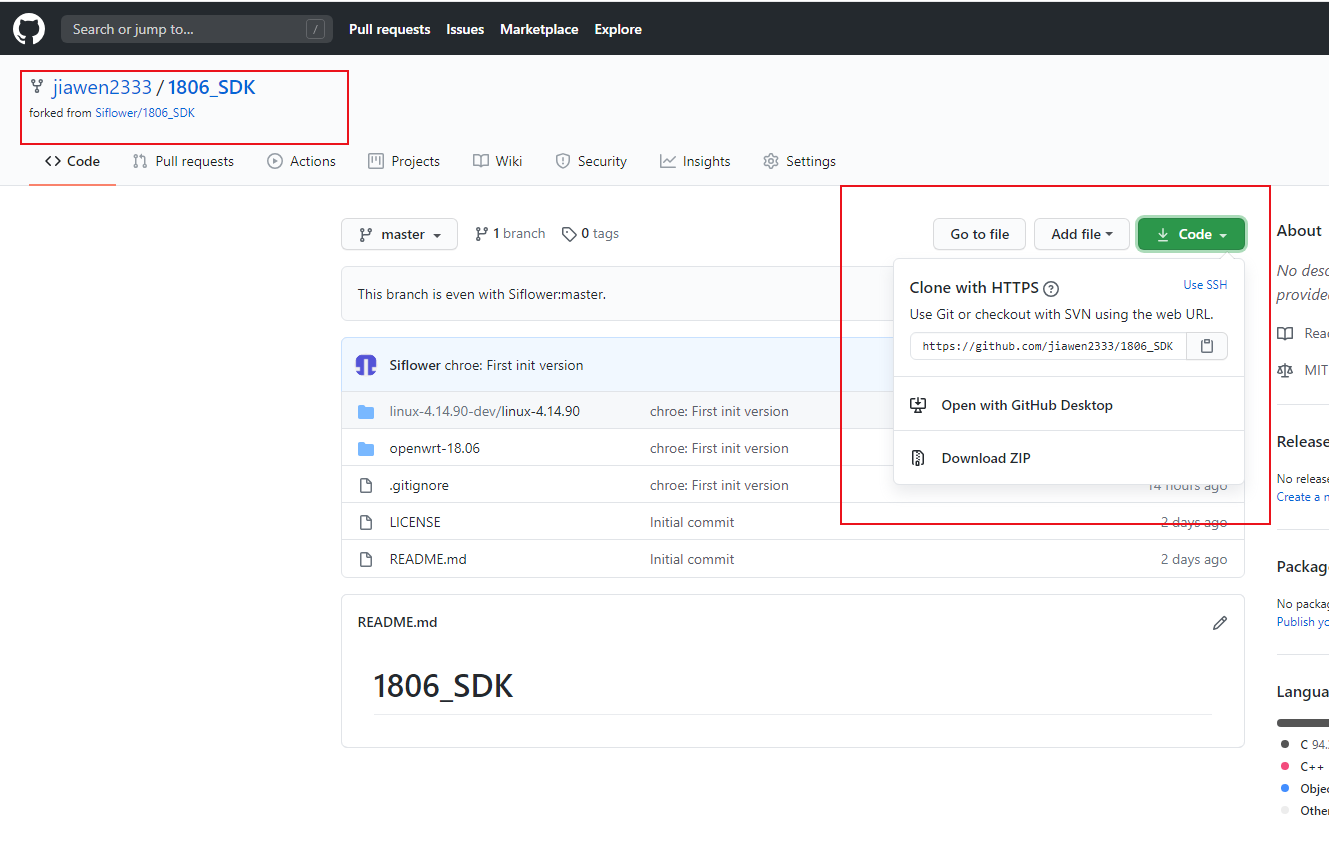 Search or jump to... /
Pull requests Issues Marketplace Explore
jiawen2333 / 1806_SDK
forked from Siflower/1806_SDK
Code Pull requests Actions Projects Wiki Security Insights Settings
master 1 branch 0 tags Go to file Add file Code
This branch is even with Siflower:master.
Clone with HTTPS ? Use SSH
Use Git or checkout with SVN using the web URL.
https://github.com/jiawen2333/1806_SDK
Open with GitHub Desktop
Download ZIP
Siflower chroe: First init version
linux-4.14.90-dev/linux-4.14.90 chroe: First init version
openwrt-18.06 chroe: First init version
.gitignore chroe: First init version 14 hours ago
LICENSE Initial commit 2 days ago
README.md Initial commit 2 days ago
README.md
1806_SDK
About
No desc
provided
Read
MIT
Release
No release
Create a n
Package
No packag
Publish yo
Langua
C 94.
C++
Objec
Other